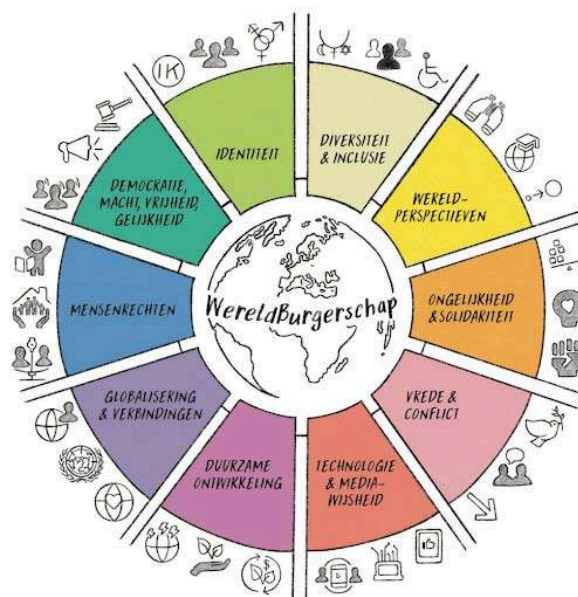 IK
IDENTITEIT
DIVERSITEIT
& INCLUSIE
WERELD-
PERSPECTIEVEN
ONGELIJKHEID
& SOLIDARITEIT
VREDE &
CONFLICT
TECHNOLOGIE
& MEDIA-
WIJSHEID
DUURZAME
ONTWIKKELING
GLOBALISERING
& VERBINDINGEN
MENSENRECHTEN
DEMOCRATIE,
MACHT, VRIJHEID,
GELIJKHEID
WERELDBURGERSCHAP